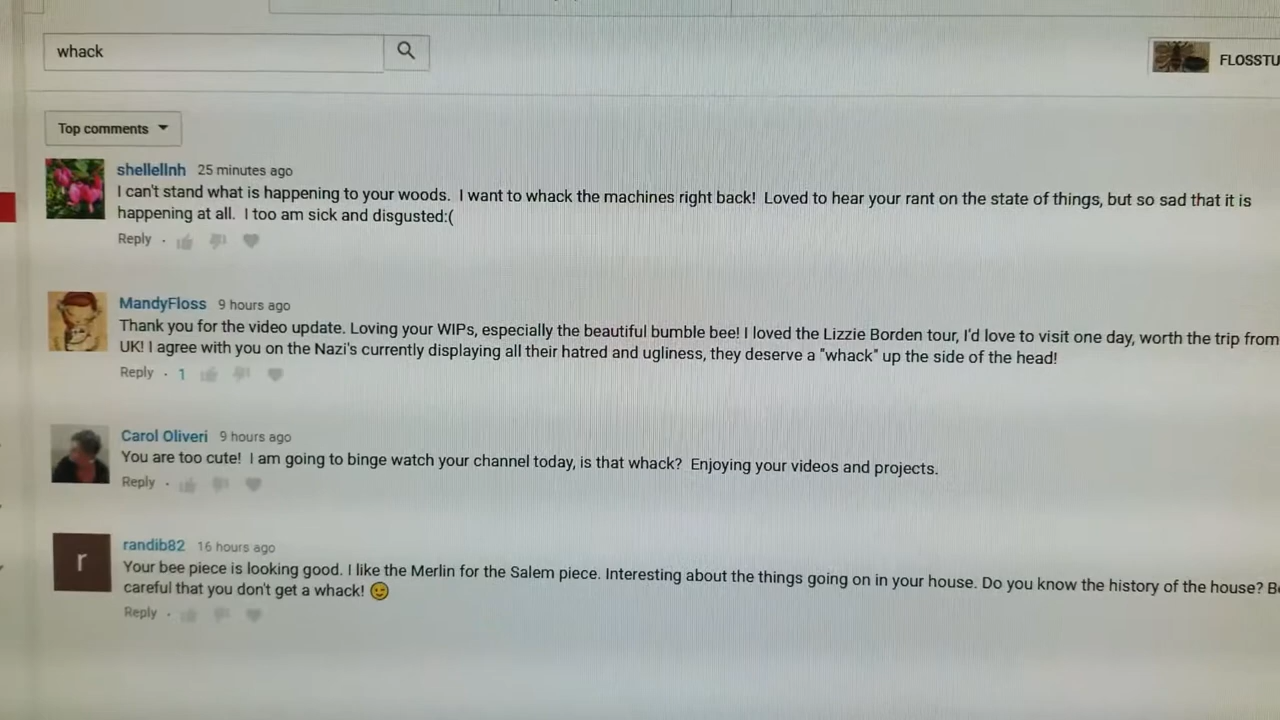 whack
FLOSSTU
Top comments
shellellnh 25 minutes ago
I can't stand what is happening to your woods. I want to whack the machines right back! Loved to hear your rant on the state of things, but so sad that it is
happening at all. I too am sick and disgusted:(
Reply ·
MandyFloss 9 hours ago
Thank you for the video update. Loving your WIPs, especially the beautiful bumble bee! I loved the Lizzie Borden tour, I'd love to visit one day, worth the trip from
UK! I agree with you on the Nazi's currently displaying all their hatred and ugliness, they deserve a "whack" up the side of the head!
Reply · 1
Carol Oliveri 9 hours ago
You are too cute! I am going to binge watch your channel today, is that whack? Enjoying your videos and projects.
Reply ·
r
randib82 16 hours ago
Your bee piece is looking good. I like the Merlin for the Salem piece. Interesting about the things going on in your house. Do you know the history of the house? Be
careful that you don't get a whack! 😉
Reply ·